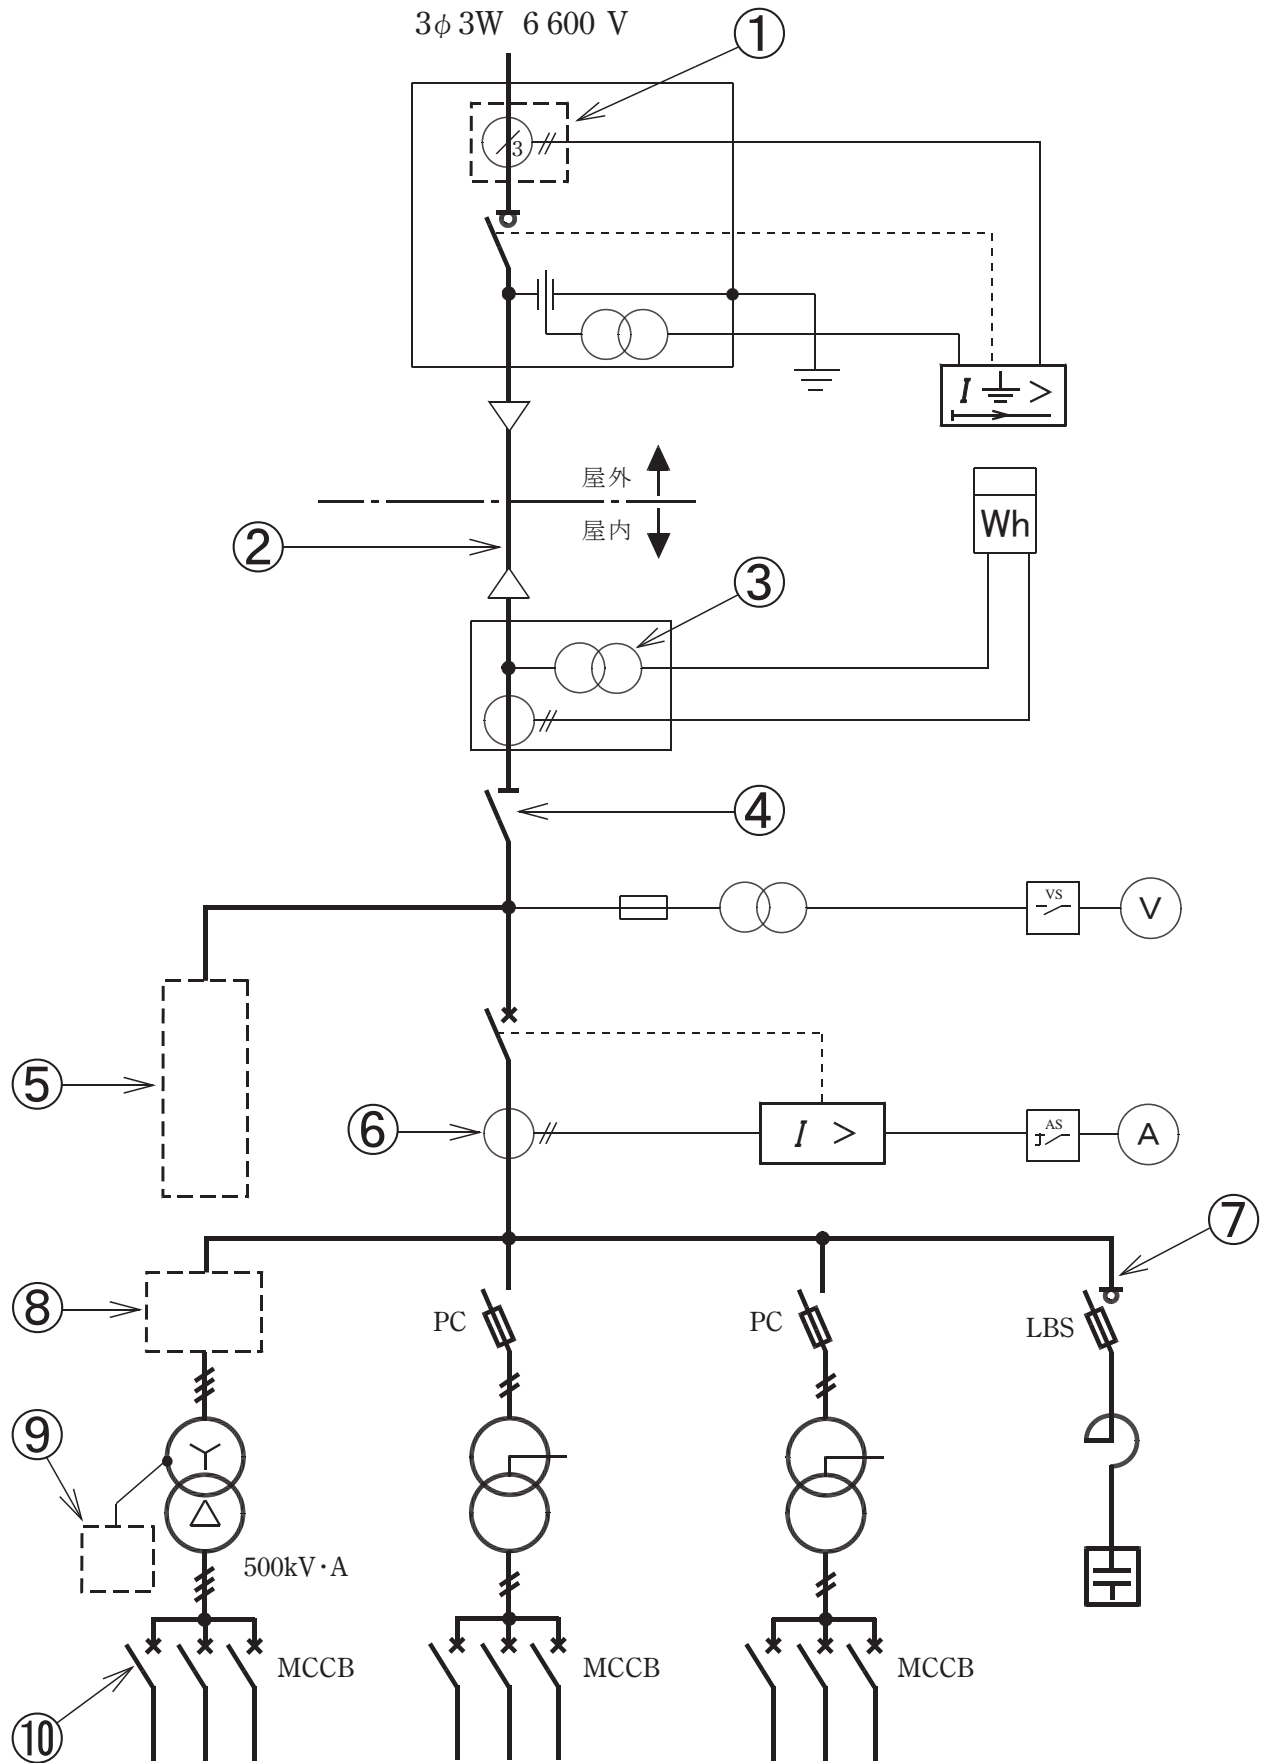 3φ3W 6 600 V
①
3
I >
屋外
屋内
Wh
②
③
④
VS
V
⑤
⑥
I >
AS
A
⑦
⑧
PC
PC
LBS
⑨
500kV・A
MCCB
MCCB
MCCB
⑩